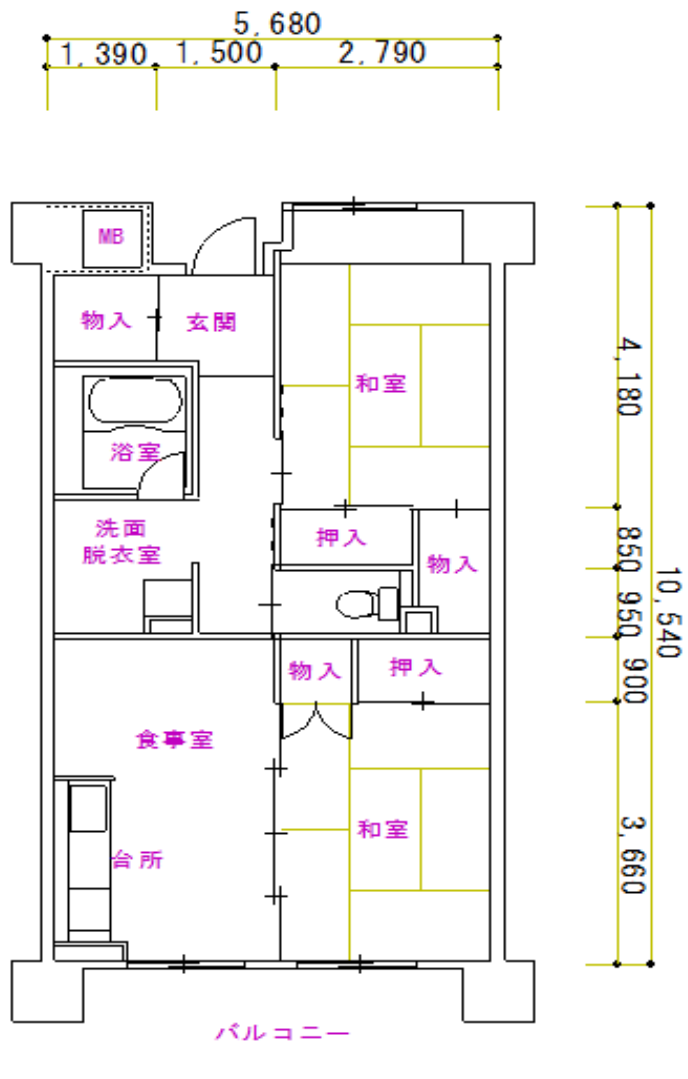 5,680
1,390
1,500
2,790
MB
物入
玄関
和室
4,180
浴室
洗面
脱衣室
押入
物入
850
950
10,540
物入
押入
900
食事室
和室
3,660
台所
バルコニー